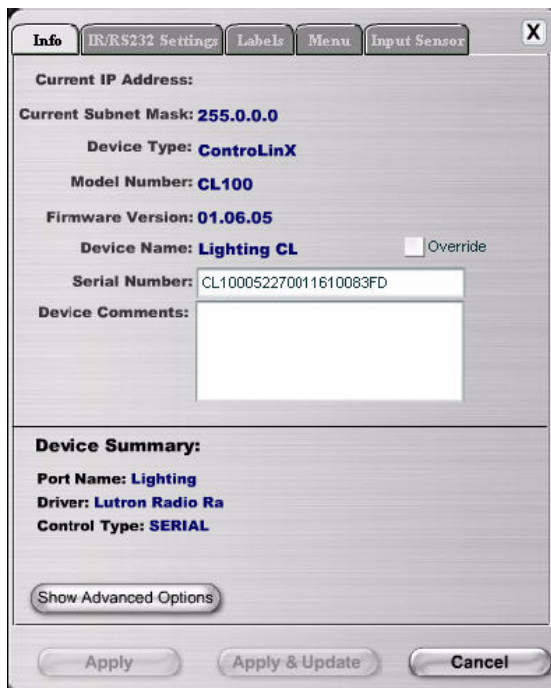 Info IR/RS232 Settings Labels Menu Input Sensor X
Current IP Address:
Current Subnet Mask: 255.0.0.0
Device Type: ControLinX
Model Number: CL100
Firmware Version: 01.06.05
Device Name: Lighting CL Override
Serial Number: CL100052270011610083FD
Device Comments:
Device Summary:
Port Name: Lighting
Driver: Lutron Radio Ra
Control Type: SERIAL
Show Advanced Options
Apply Apply & Update Cancel